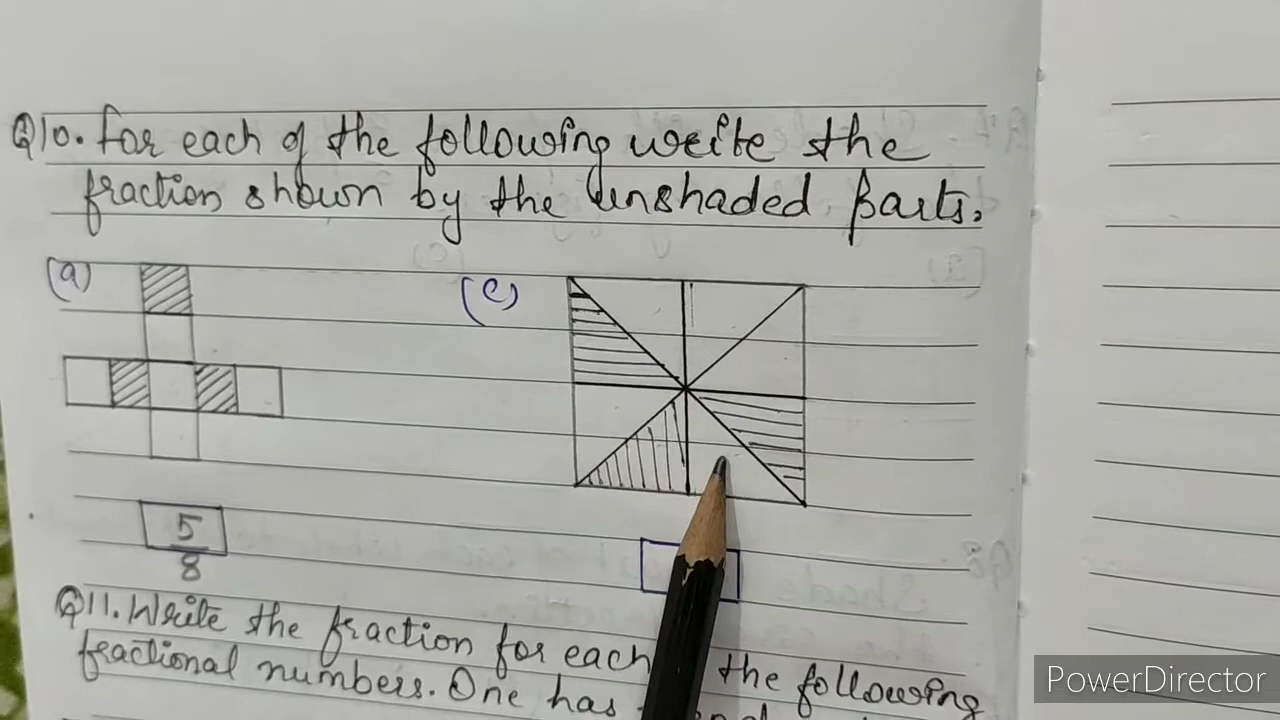 Q10. For each of the following write the
fraction shown by the unshaded parts.
(a)
(c)
5
8
Q11. Write the fraction for each the following
fractional numbers. One has
PowerDirector